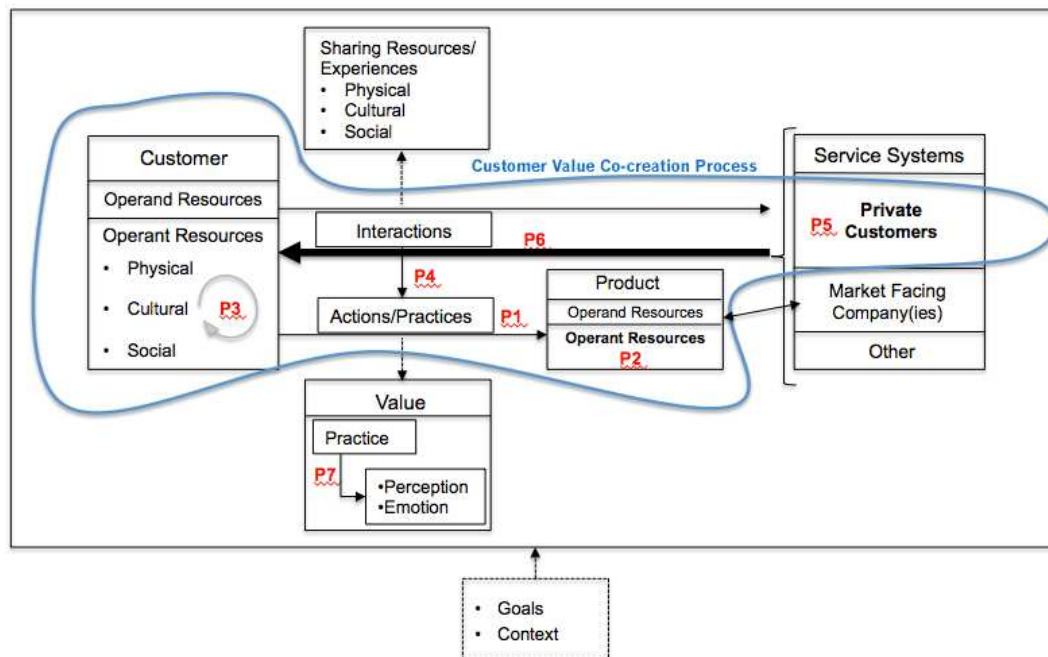 Sharing Resources/
Experiences
• Physical
• Cultural
• Social
Customer
Operand Resources
Operant Resources
• Physical
• Cultural
P3
• Social
Customer Value Co-creation Process
Interactions
P6
P4
Actions/Practices
P1
Product
Operand Resources
Operant Resources
P2
Service Systems
P5
Private
Customers
Market Facing
Company(ies)
Other
Value
Practice
P7
•Perception
•Emotion
• Goals
• Context